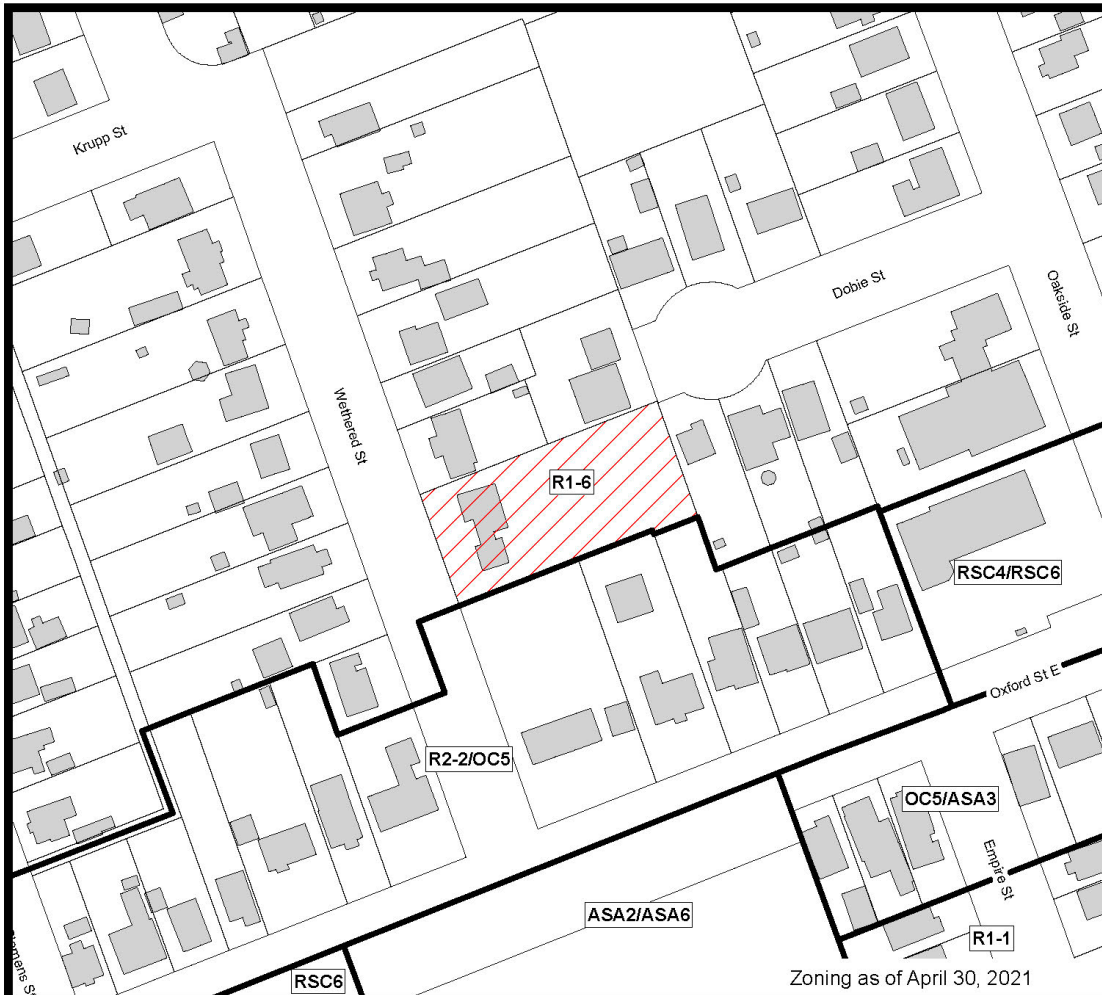 Krupp St
Dobie St
Oakside St
Wethered St
R1-6
RSC4/RSC6
Oxford St E
R2-2/OC5
OC5/ASA3
Empire St
ASA2/ASA6
R1-1
RSC6
Zoning as of April 30, 2021